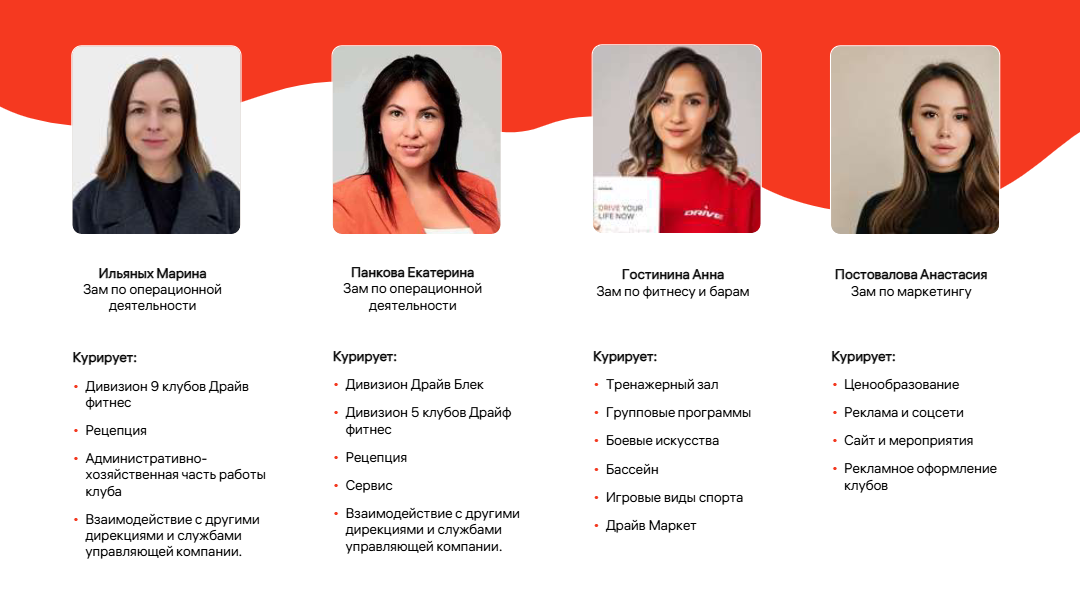 DRIVE YOUR
LIFE NOW
DRIVE
Ильяных Марина
Зам по операционной
деятельности
Курирует:
• Дивизион 9 клубов Драйв
фитнес
• Рецепция
• Административно-
хозяйственная часть работы
клуба
• Взаимодействие с другими
дирекциями и службами
управляющей компании.
Панкова Екатерина
Зам по операционной
деятельности
Курирует:
• Дивизион Драйв Блек
• Дивизион 5 клубов Драйф
фитнес
• Рецепция
• Сервис
• Взаимодействие с другими
дирекциями и службами
управляющей компании.
Гостинина Анна
Зам по фитнесу и барам
Курирует:
• Тренажерный зал
• Групповые программы
• Боевые искусства
• Бассейн
• Игровые виды спорта
• Драйв Маркет
Постовалова Анастасия
Зам по маркетингу
Курирует:
• Ценообразование
• Реклама и соцсети
• Сайт и мероприятия
• Рекламное оформление
клубов